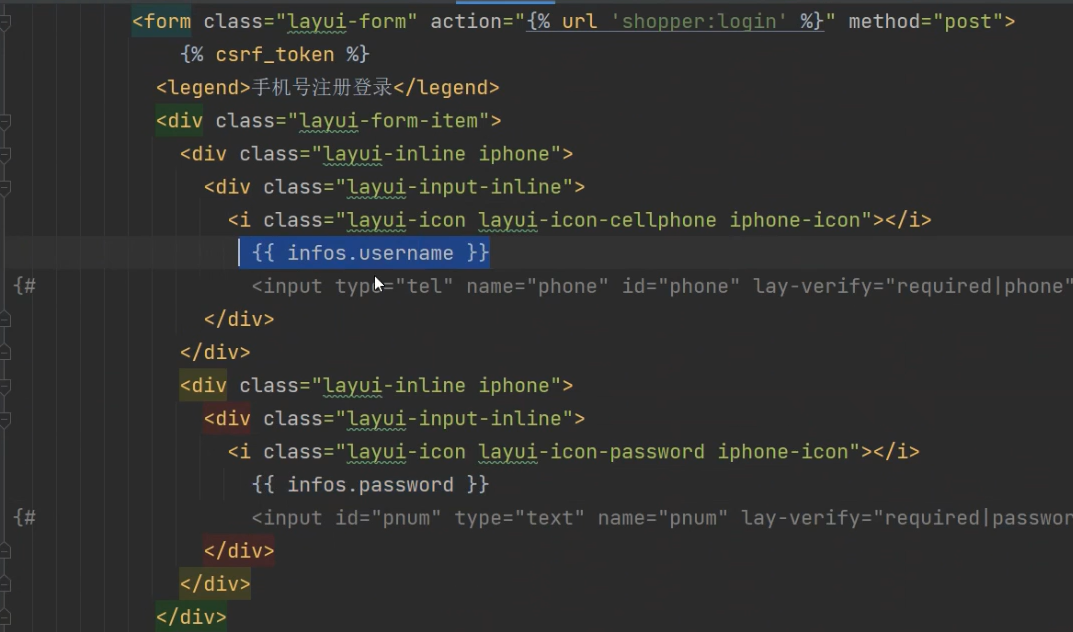 <form class="layui-form" action="{% url 'shopper:login' %}" method="post">
{% csrf_token %}
<legend>手机号注册登录</legend>
<div class="layui-form-item">
<div class="layui-inline iphone">
<div class="layui-input-inline">
<i class="layui-icon layui-icon-cellphone iphone-icon"></i>
{{ infos.username }}
{# <input type="tel" name="phone" id="phone" lay-verify="required|phone"
</div>
</div>
<div class="layui-inline iphone">
<div class="layui-input-inline">
<i class="layui-icon layui-icon-password iphone-icon"></i>
{{ infos.password }}
{# <input id="pnum" type="text" name="pnum" lay-verify="required|passwor
</div>
</div>
</div>